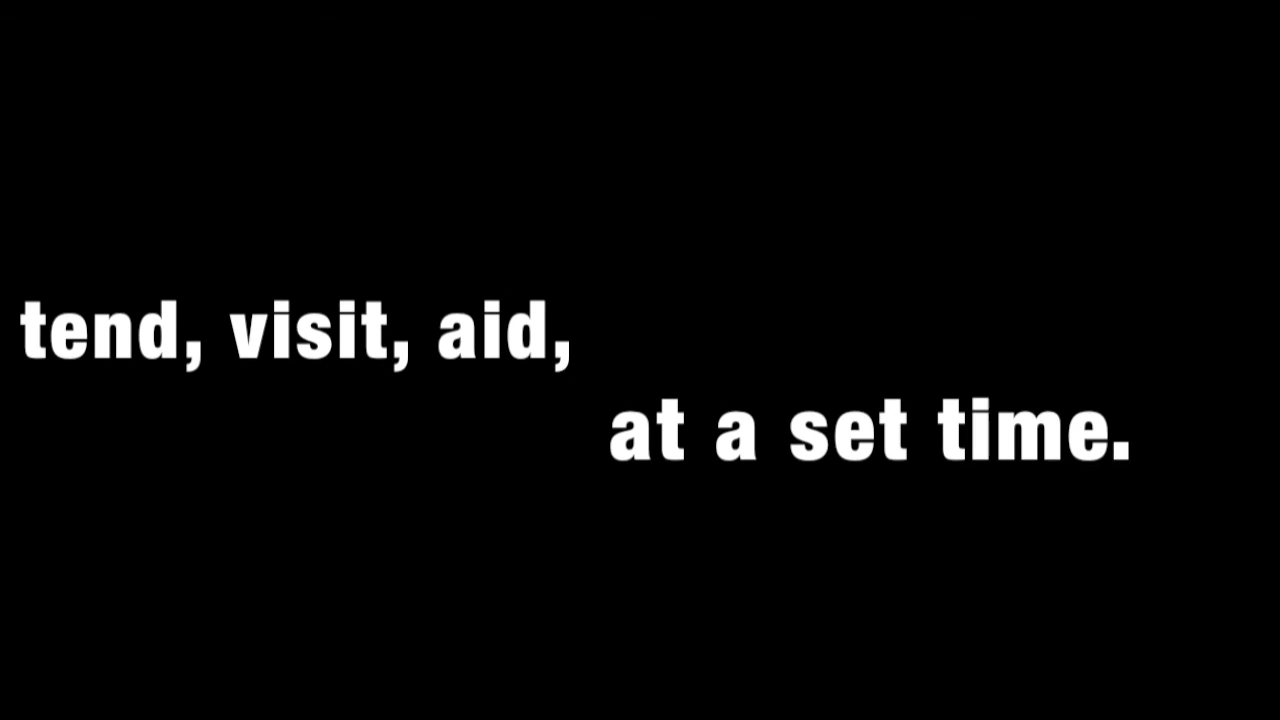 tend, visit, aid,
at a set time.